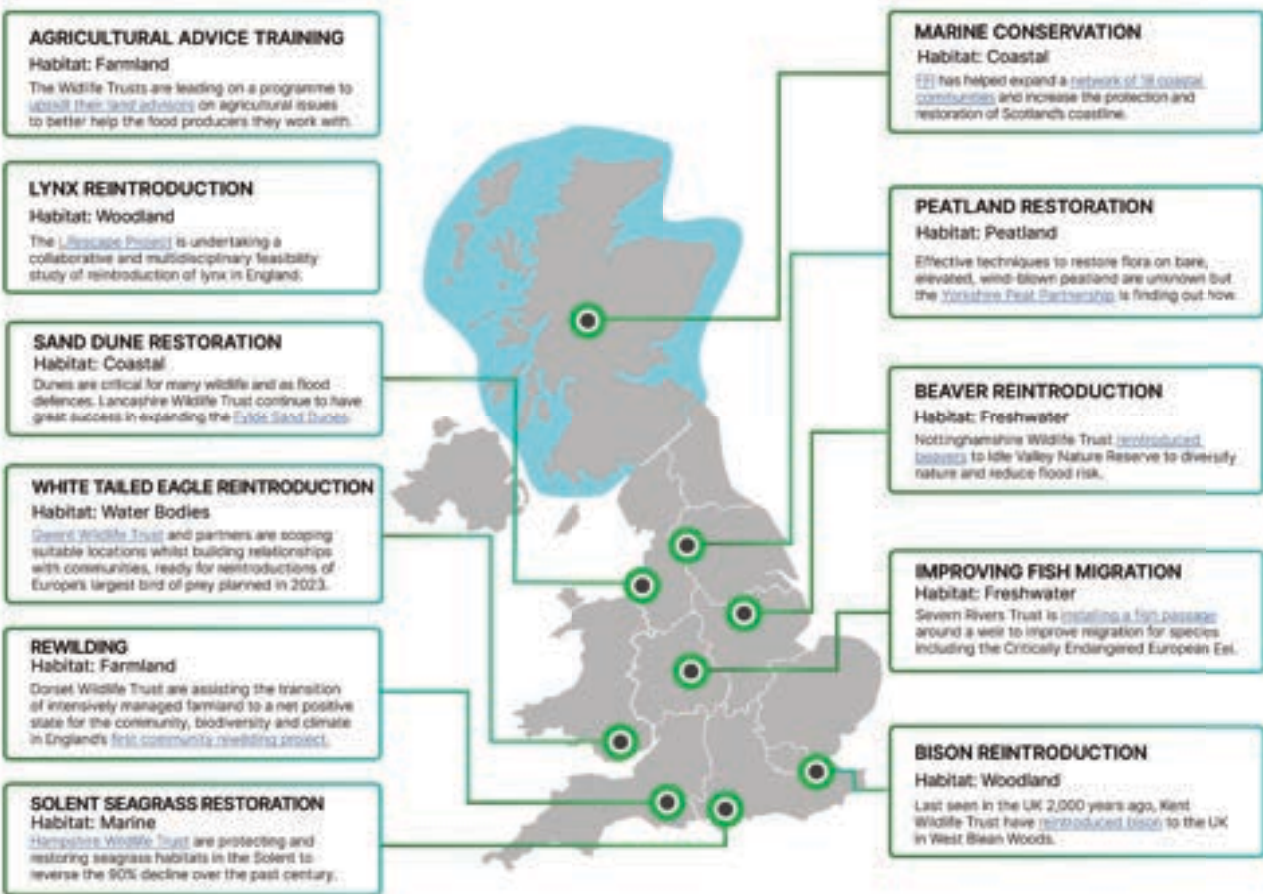 AGRICULTURAL ADVICE TRAINING
Habitat: Farmland
The Widlife Trusts are leading on a programme to
upskill their land advisors on agricultural issues
to better help the food producers they work with.
LYNX REINTRODUCTION
Habitat: Woodland
The Lifescape Project is undertaking a
collaborative and multidisciplinary feasibility
study of reintroduction of lynx in England.
SAND DUNE RESTORATION
Habitat: Coastal
Dunes are critical for many wildlife and as flood
defences. Lancashire Wildlife Trust continue to have
great success in expanding the Fylde Sand Dunes.
WHITE TAILED EAGLE REINTRODUCTION
Habitat: Water Bodies
Gwent Wildlife Trust and partners are scoping
suitable locations whilst building relationships
with communities, ready for reintroductions of
Europe's largest bird of prey planned in 2023.
REWILDING
Habitat: Farmland
Dorset Wildlife Trust are assisting the transition
of intensively managed farmland to a net positive
state for the community, biodiversity and climate
in England's first community rewilding project.
SOLENT SEAGRASS RESTORATION
Habitat: Marine
Hampshire Wildlife Trust are protecting and
restoring seagrass habitats in the Solent to
reverse the 90% decline over the past century.
MARINE CONSERVATION
Habitat: Coastal
FFI has helped expand a network of 18 coastal
communities and increase the protection and
restoration of Scotland's coastline.
PEATLAND RESTORATION
Habitat: Peatland
Effective techniques to restore flora on bare,
elevated, wind-blown peatland are unknown but
the Yorkshire Peat Partnership is finding out how
BEAVER REINTRODUCTION
Habitat: Freshwater
Nottinghamshire Wildlife Trust reintroduced
beavers to Idle Valley Nature Reserve to diversify
nature and reduce flood risk.
IMPROVING FISH MIGRATION
Habitat: Freshwater
Severn Rivers Trust is installing a fish passage
around a weir to improve migration for species
including the Critically Endangered European Eel.
BISON REINTRODUCTION
Habitat: Woodland
Last seen in the UK 2,000 years ago, Kent
Wildlife Trust have reintroduced bison to the UK
in West Blean Woods.